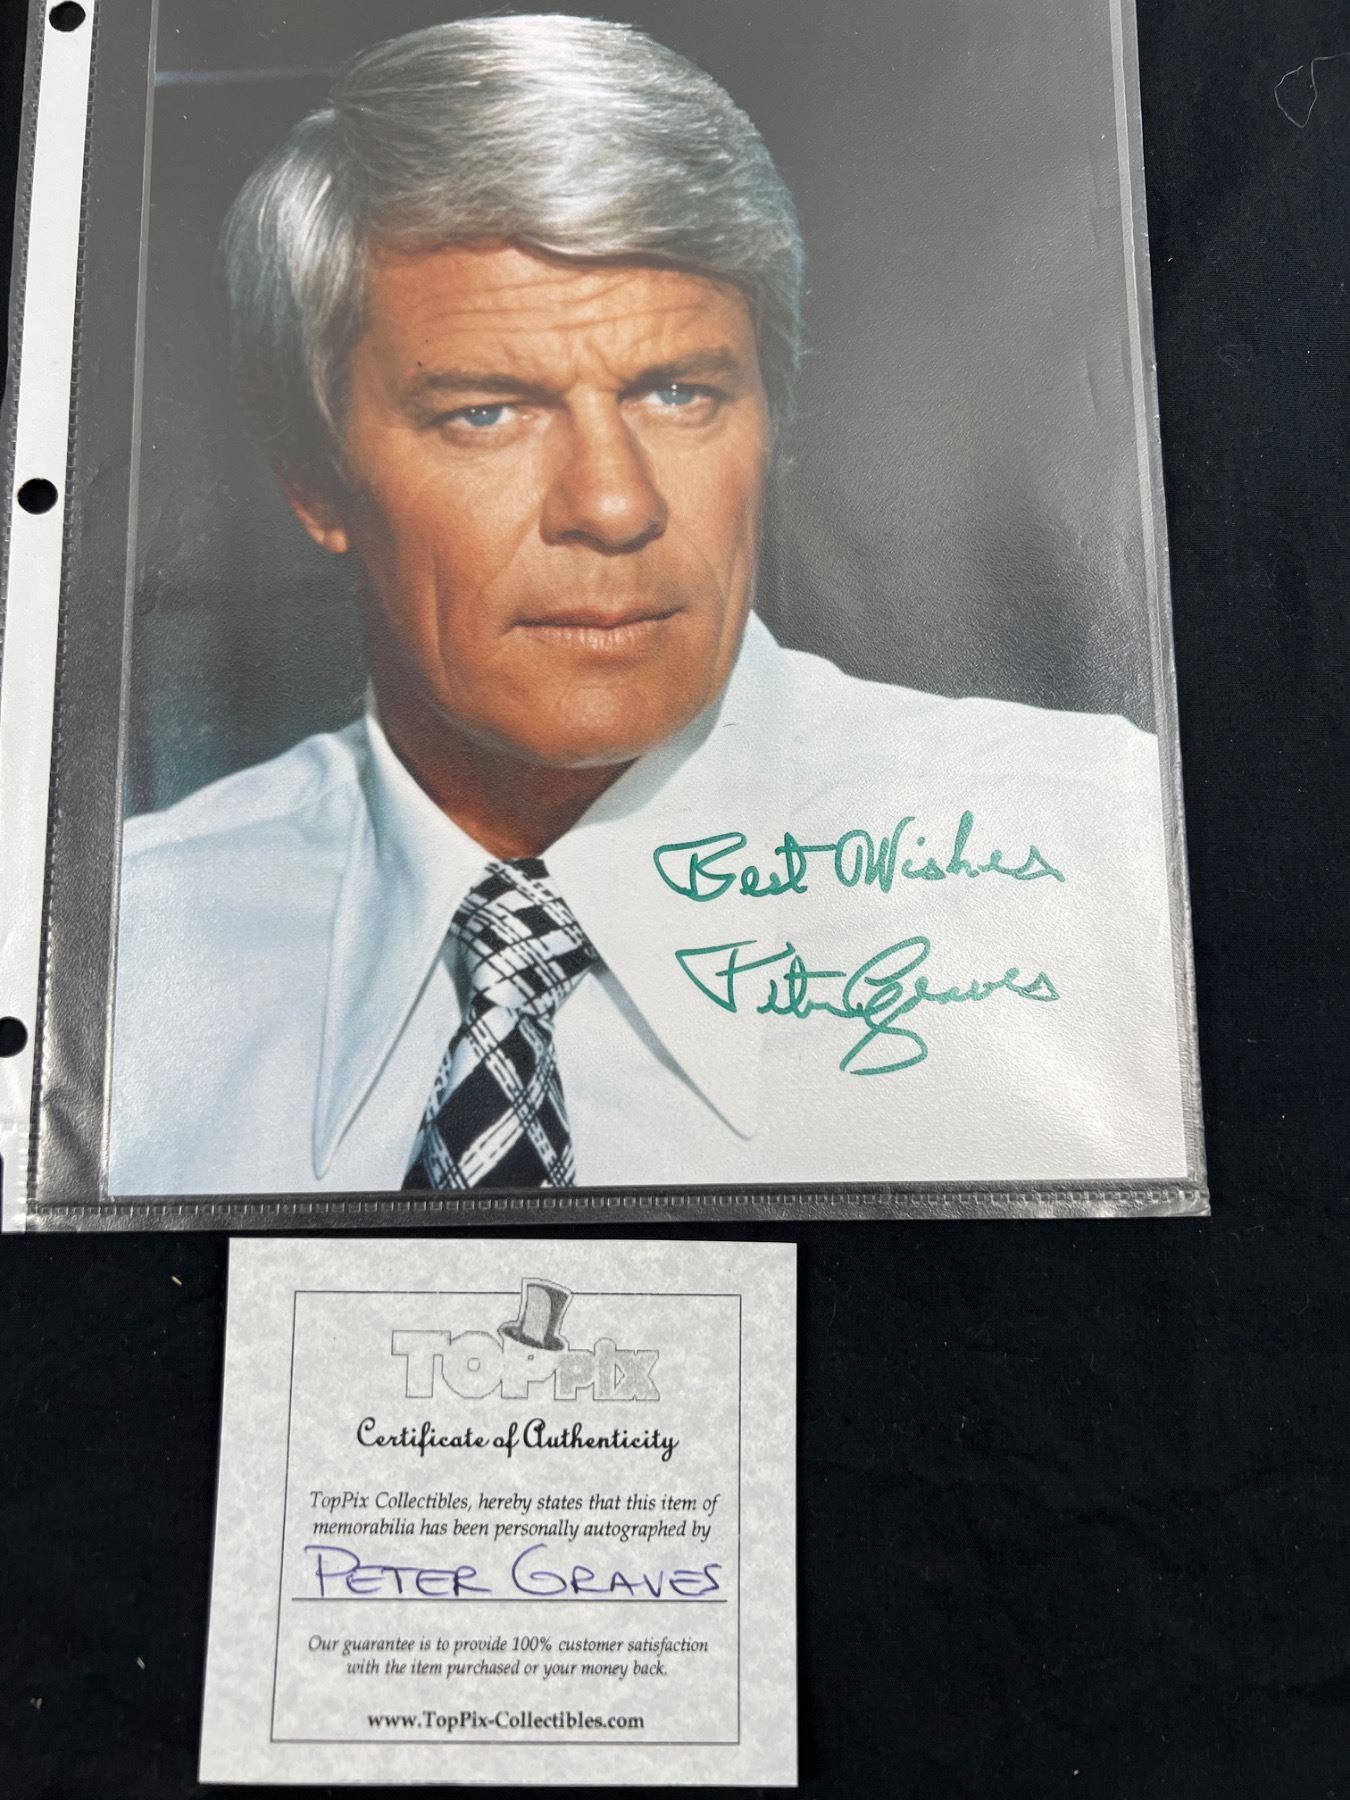 Best Wishes
Peter Graves
TOPPiX
Certificate of Authenticity
TopPix Collectibles, hereby states that this item of
memorabilia has been personally autographed by
PETER GRAVES
Our guarantee is to provide 100% customer satisfaction
with the item purchased or your money back.
www.TopPix-Collectibles.com